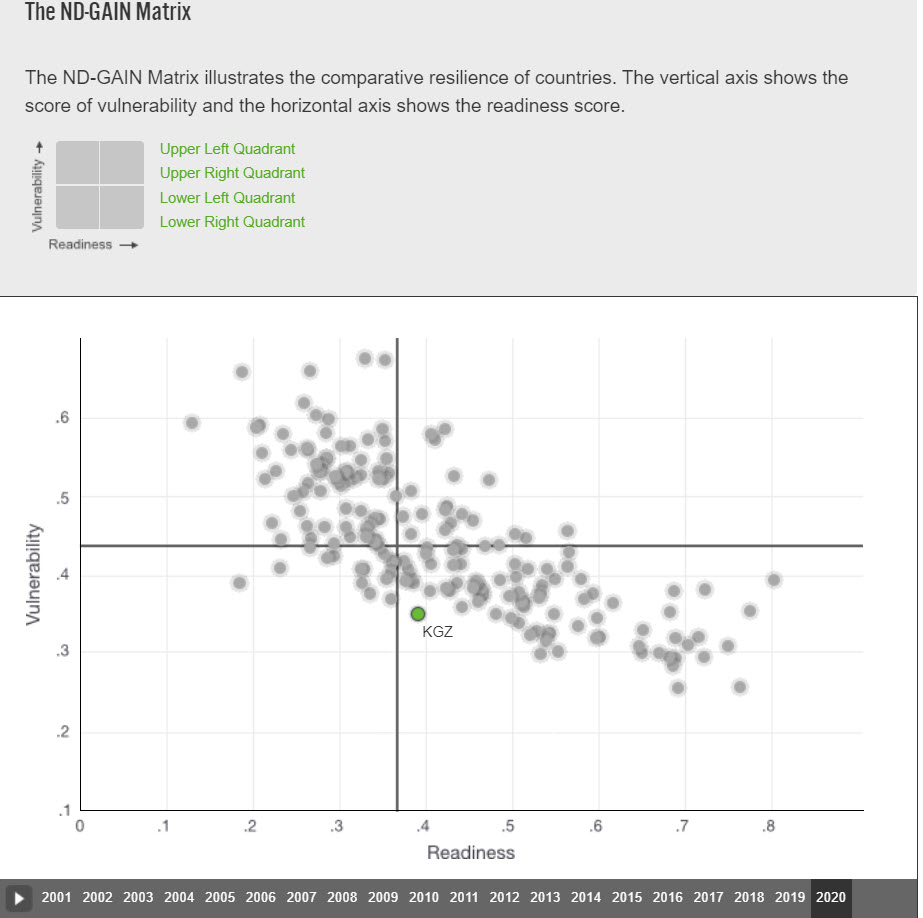 The ND-GAIN Matrix
The ND-GAIN Matrix illustrates the comparative resilience of countries. The vertical axis shows the
score of vulnerability and the horizontal axis shows the readiness score.
Vulnerability
Readiness
Upper Left Quadrant
Upper Right Quadrant
Lower Left Quadrant
Lower Right Quadrant
Vulnerability
.6
.5
.4
.3
.2
.1
KGZ
0 .1 .2 .3 .4 .5 .6 .7 .8
Readiness
2001 2002 2003 2004 2005 2006 2007 2008 2009 2010 2011 2012 2013 2014 2015 2016 2017 2018 2019 2020